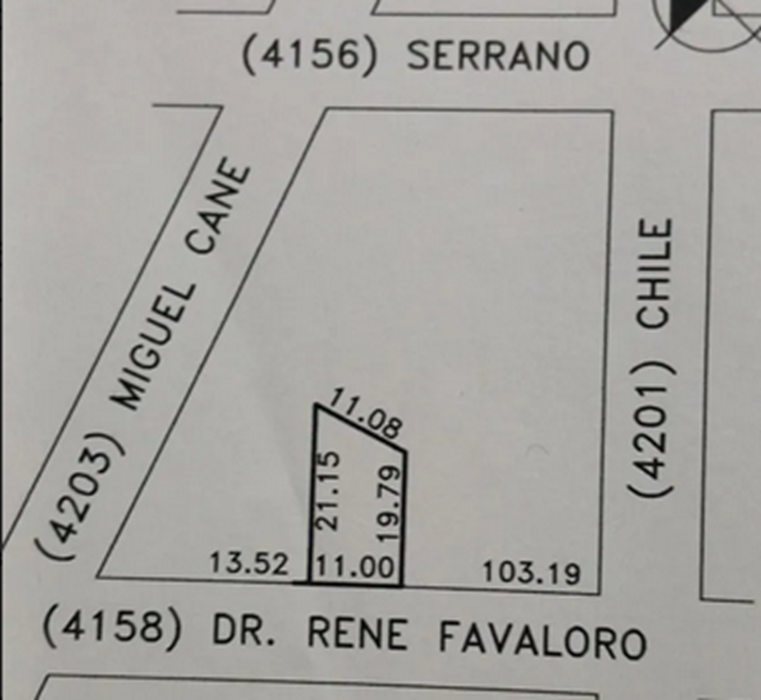 (4156) SERRANO
(4203) MIGUEL CANE
(4201) CHILE
11.08
21.15
19.79
13.52
11.00
103.19
(4158) DR. RENE FAVALORO